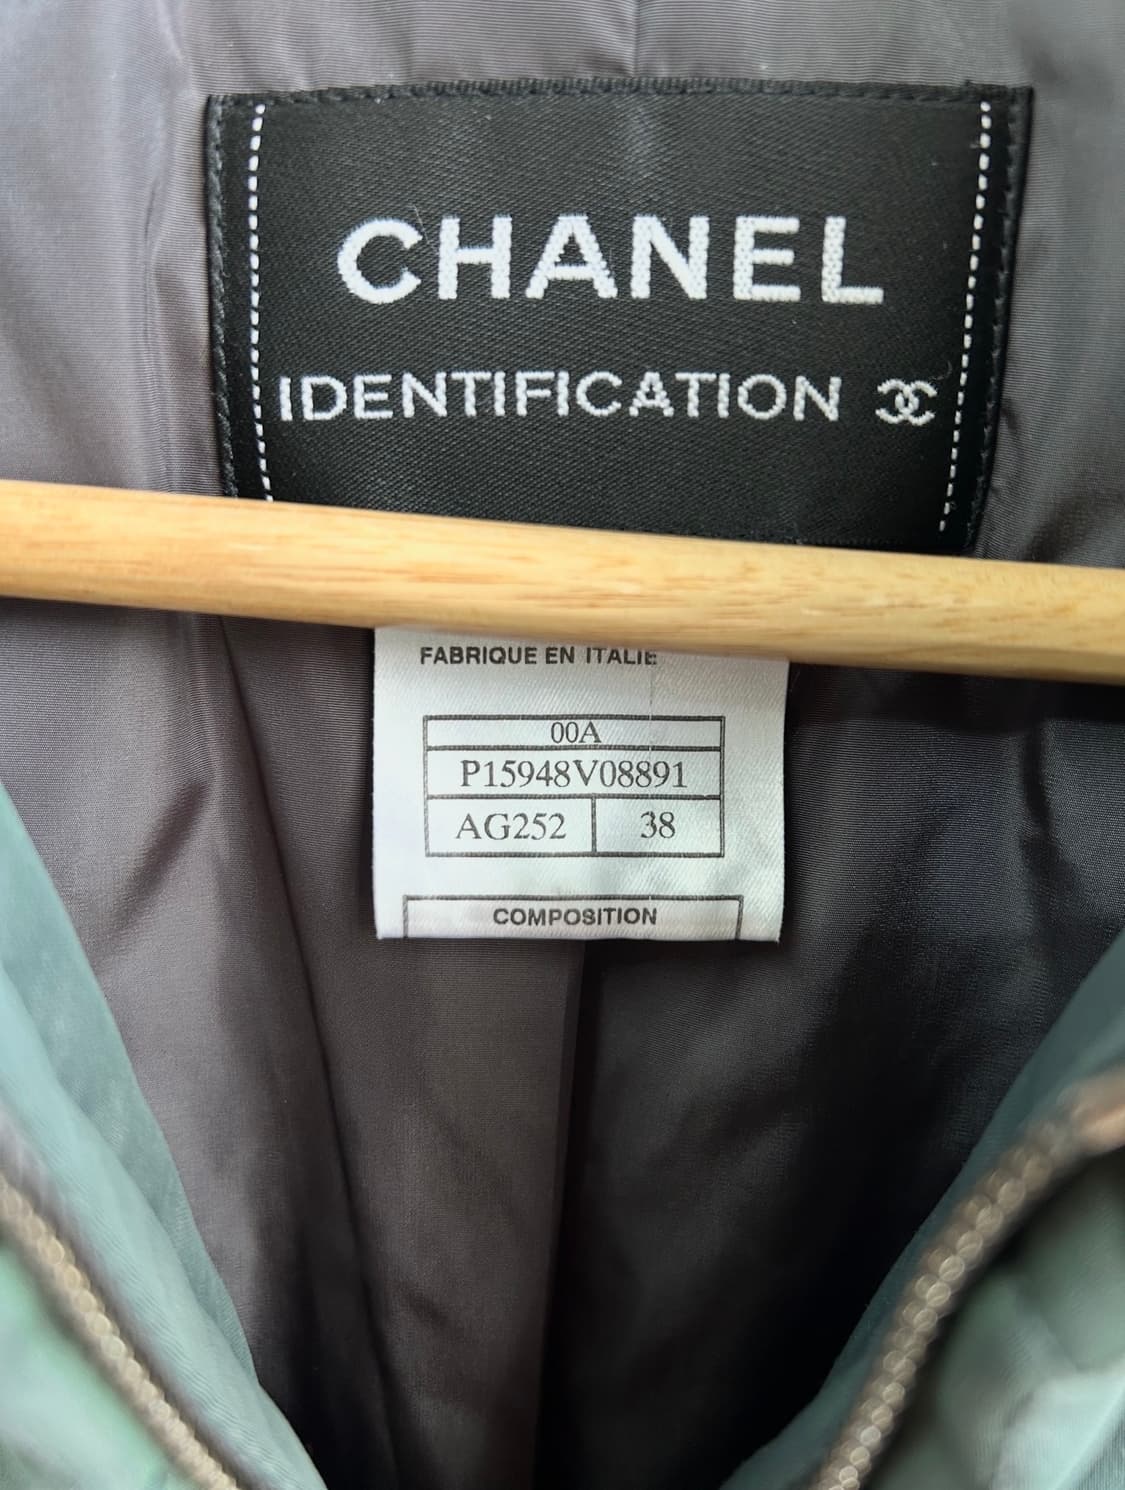 CHANEL
IDENTIFICATION
FABRIQUE EN ITALIE
00A
P15948V08891
AG252 38
COMPOSITION